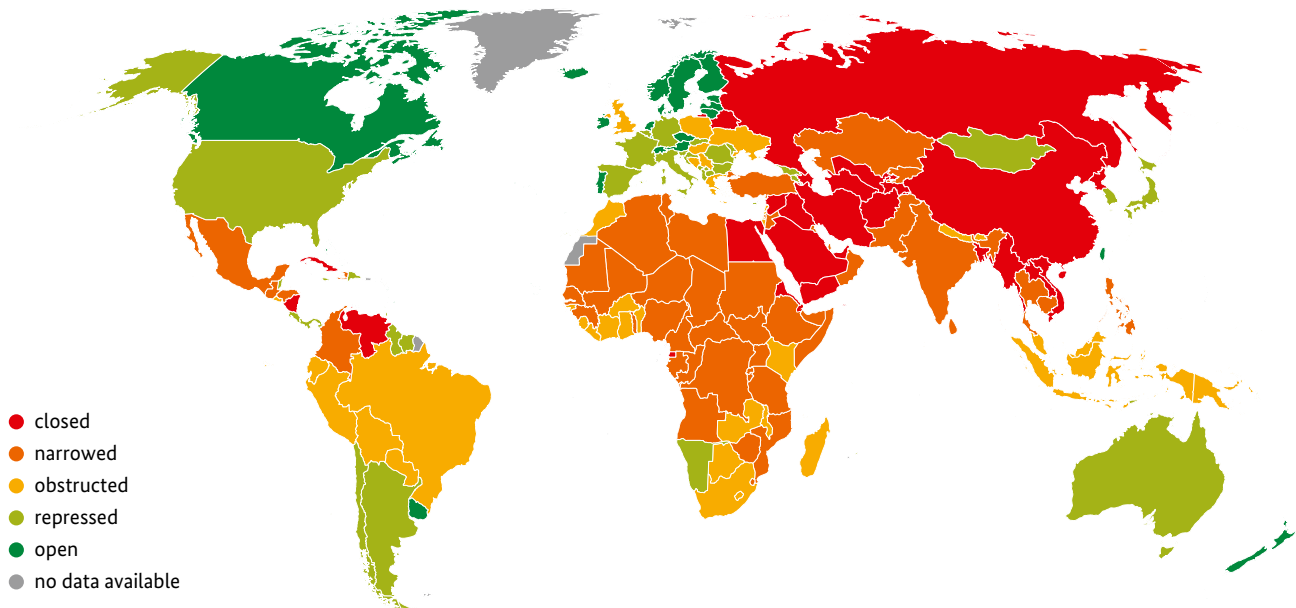 closed
narrowed
obstructed
repressed
open
no data available